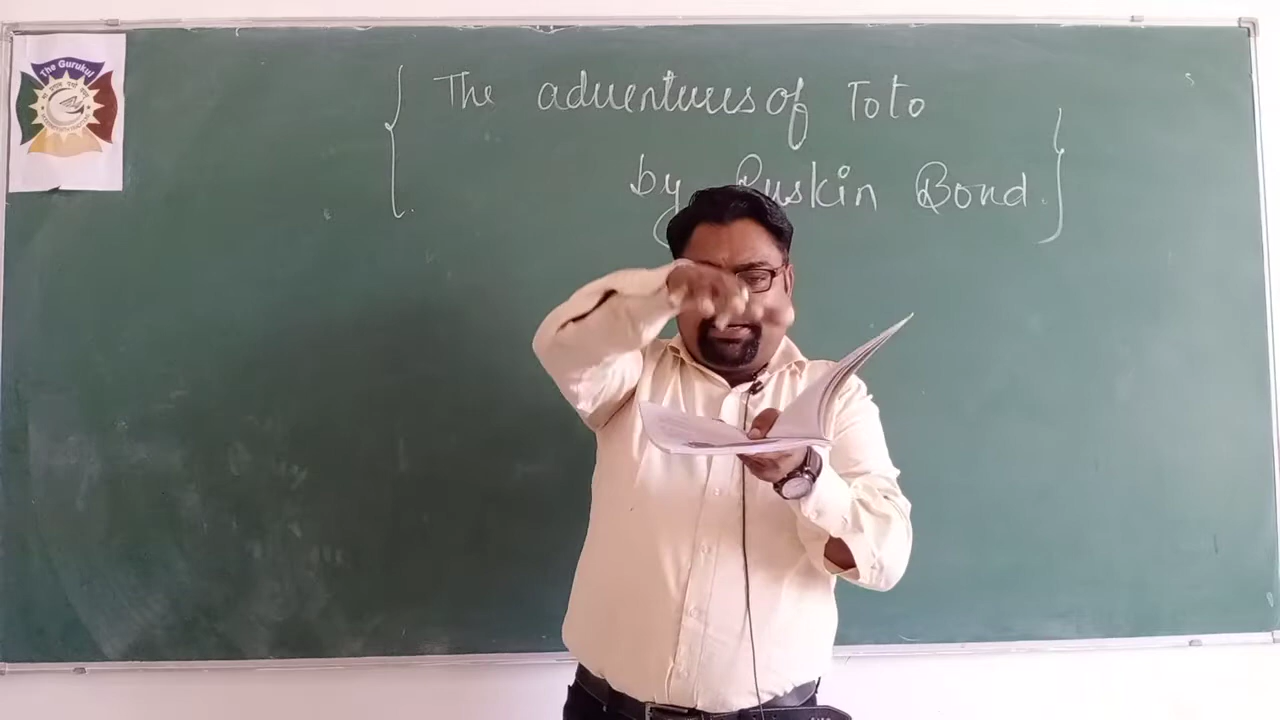 The Gurukul
The adventures of Toto
by Ruskin Bond.